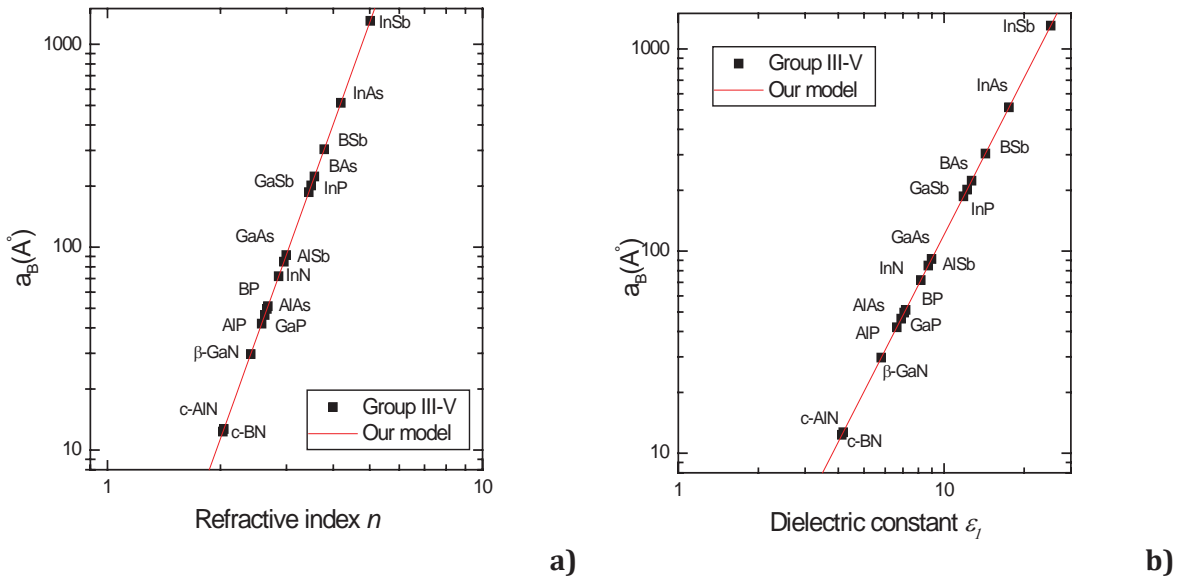 1000
100
10
a_B(A°)
InSb
InAs
BSb
BAs
GaSb
InP
GaAs
AlSb
InN
BP
AlAs
AlP
GaP
β-GaN
c-AlN
c-BN
Group III-V
Our model
1
10
Refractive index n
a)
1000
100
10
a_B(A°)
Group III-V
Our model
InSb
InAs
BSb
BAs
GaSb
InP
GaAs
AlSb
InN
BP
AlAs
GaP
AlP
β-GaN
c-AlN
c-BN
1
10
Dielectric constant ε_1
b)